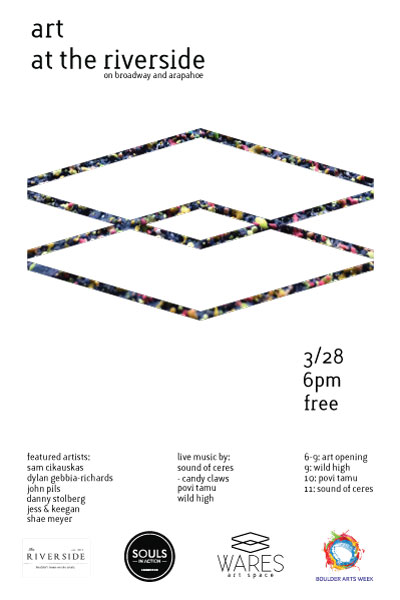 art
at the riverside
on broadway and arapahoe
3/28
6pm
free
featured artists:
sam cikauskas
dylan gebbia-richards
john pils
danny stolberg
jess & keegan
shae meyer
live music by:
sound of ceres
- candy claws
povi tamu
wild high
6-9: art opening
9: wild high
10: povi tamu
11: sound of ceres
the
RIVERSIDE
SOULS
IN ACTION
WARES
art space
BOULDER ARTS WEEK